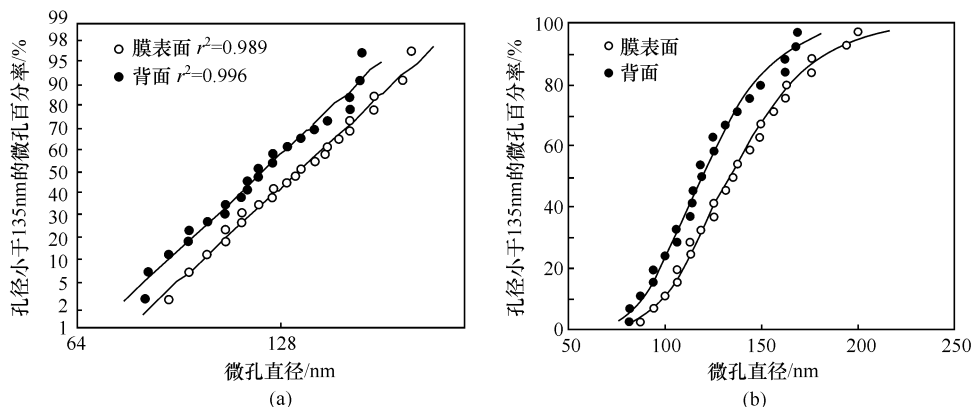 孔径小于135nm的微孔百分率/%
99
98
95
90
80
70
60
50
40
30
20
10
5
2
1
膜表面 r²=0.989
背面 r²=0.996
64
128
微孔直径/nm
(a)
孔径小于135nm的微孔百分率/%
100
80
60
40
20
0
膜表面
背面
50
100
150
200
250
微孔直径/nm
(b)